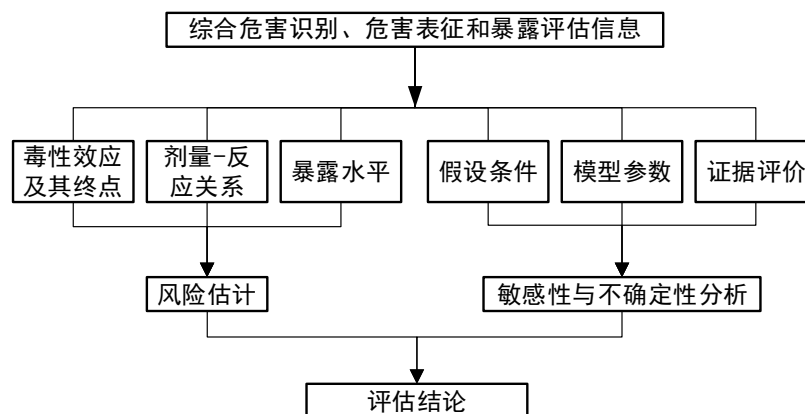 综合危害识别、危害表征和暴露评估信息
毒性效应
及其终点
剂量-反
应关系
暴露水平
假设条件
模型参数
证据评价
风险估计
敏感性与不确定性分析
评估结论